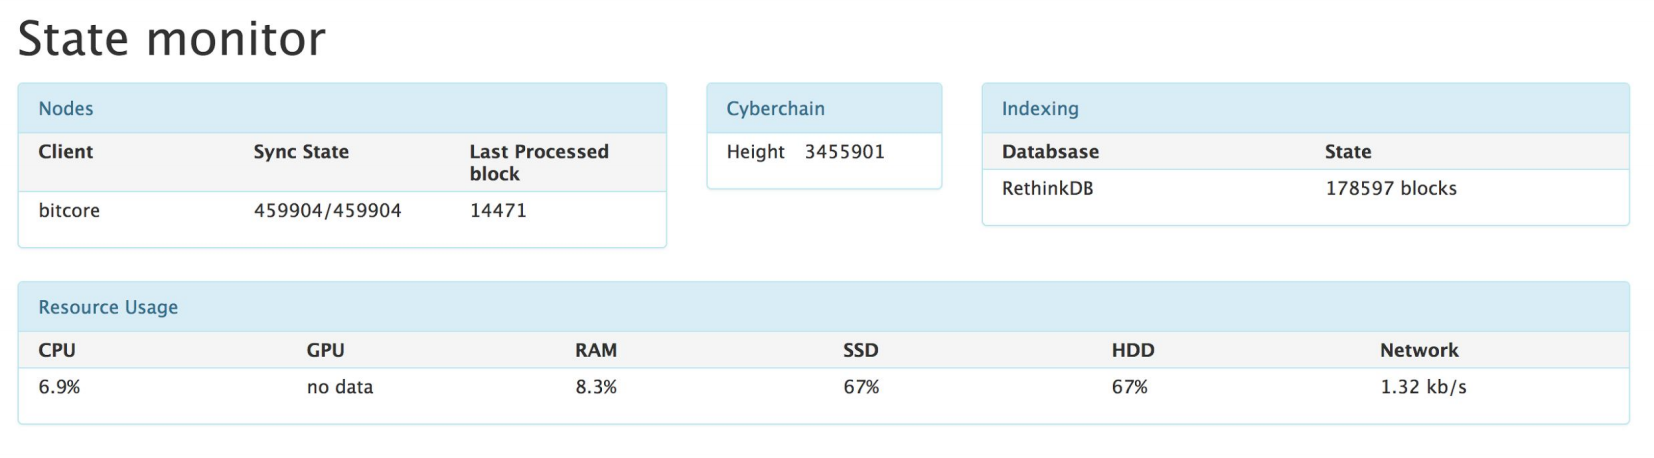 State monitor
Nodes
Client Sync State Last Processed
block
bitcore 459904/459904 14471
Cyberchain
Height 3455901
Indexing
Databsase State
RethinkDB 178597 blocks
Resource Usage
CPU GPU RAM SSD HDD Network
6.9% no data 8.3% 67% 67% 1.32 kb/s